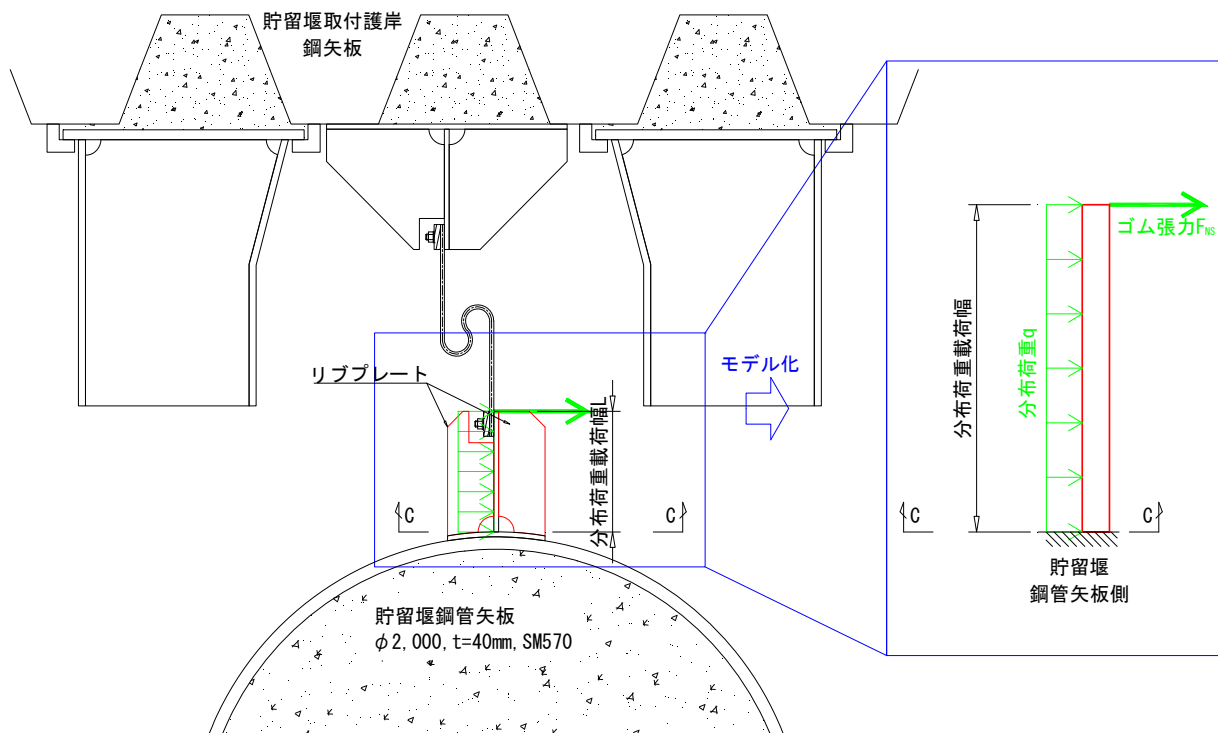 貯留堰取付護岸
鋼矢板
ゴム張力FNS
分布荷重載荷幅
分布荷重q
モデル化
リブプレート
分布荷重載荷幅L
C
C
C
C
貯留堰
鋼管矢板側
貯留堰鋼管矢板
φ2,000,t=40mm,SM570